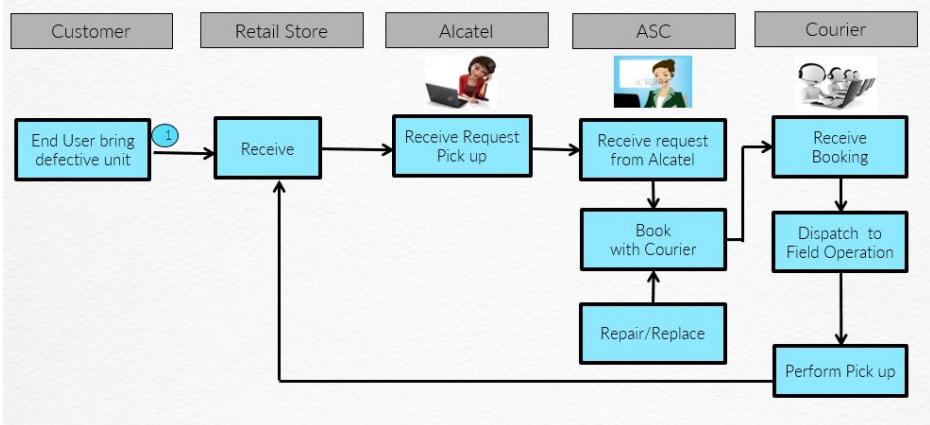 Customer
Retail Store
Alcatel
ASC
Courier
End User bring
defective unit
1
Receive
Receive Request
Pick up
Receive request
from Alcatel
Receive
Booking
Book
with Courier
Dispatch to
Field Operation
Repair/Replace
Perform Pick up